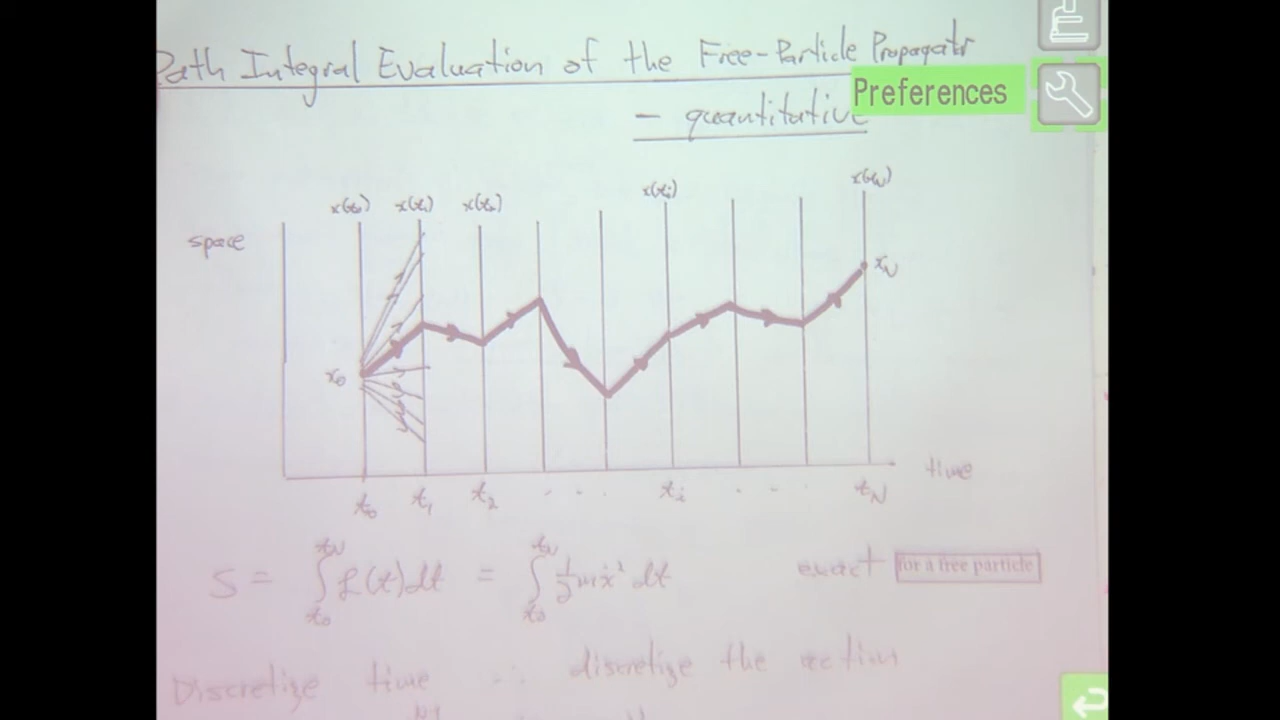 Path Integral Evaluation of the Free-Particle Propagatr
Preferences
- quantitative
x(t₀) x(t₁) x(t₂) x(tᵢ) x(t_N)
space
x_N
x₀
time
t₀ t₁ t₂ . . . tᵢ . . . t_N
S = ∫_{t₀}^{t_N} ℒ(t)dt = ∫_{t₀}^{t_N} ½mẋ² dt exact for a free particle
Discretize time ∴ discretize the action